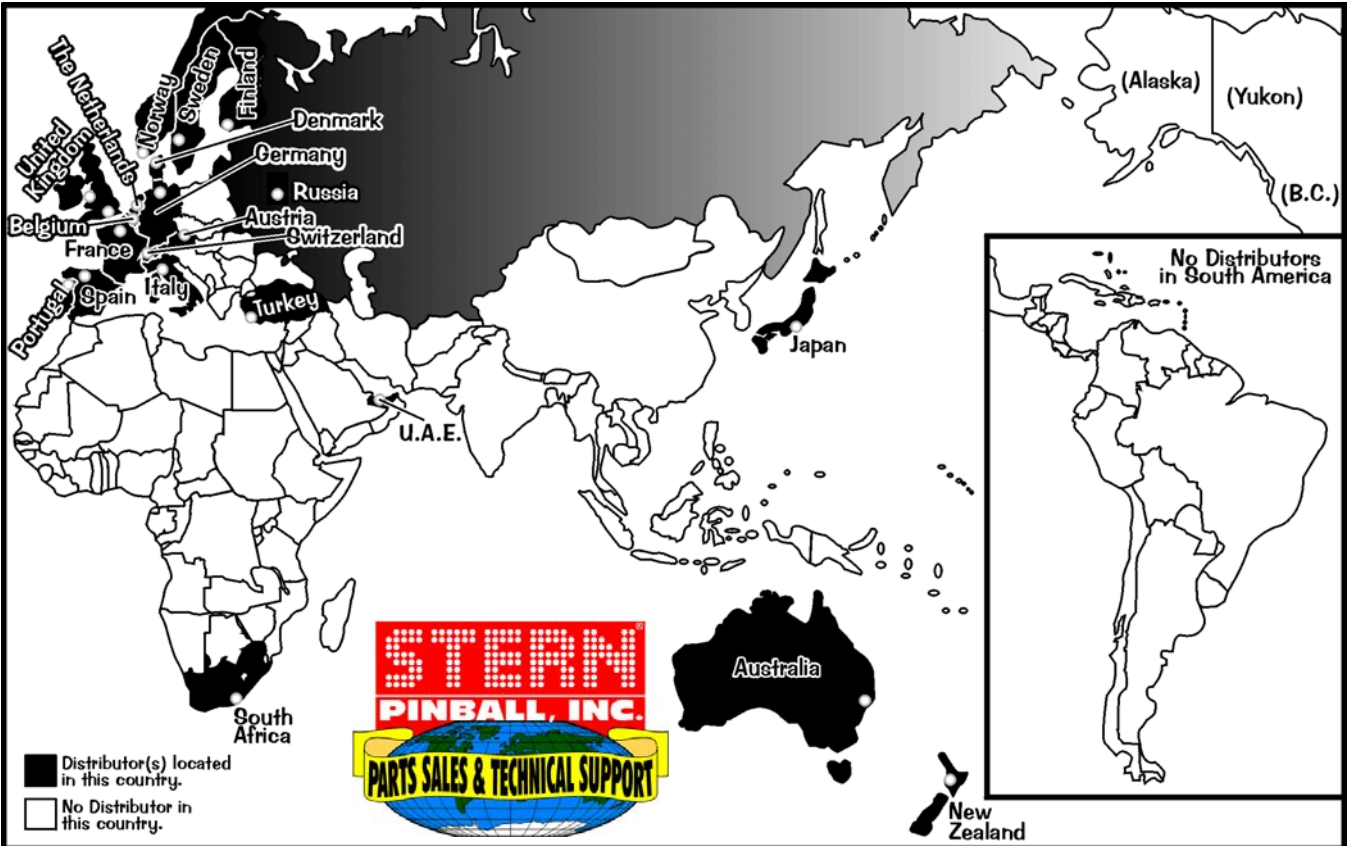 The Netherlands
Norway
Sweden
Finland
United
Kingdom
Denmark
Germany
Russia
Belgium
Austria
Switzerland
France
Portugal
Spain
Italy
Turkey
Japan
U.A.E.
(Alaska)
(Yukon)
(B.C.)
No Distributors
in South America
South
Africa
Australia
New
Zealand
STERN®
PINBALL, INC.
PARTS SALES & TECHNICAL SUPPORT
Distributor(s) located
in this country.
No Distributor in
this country.